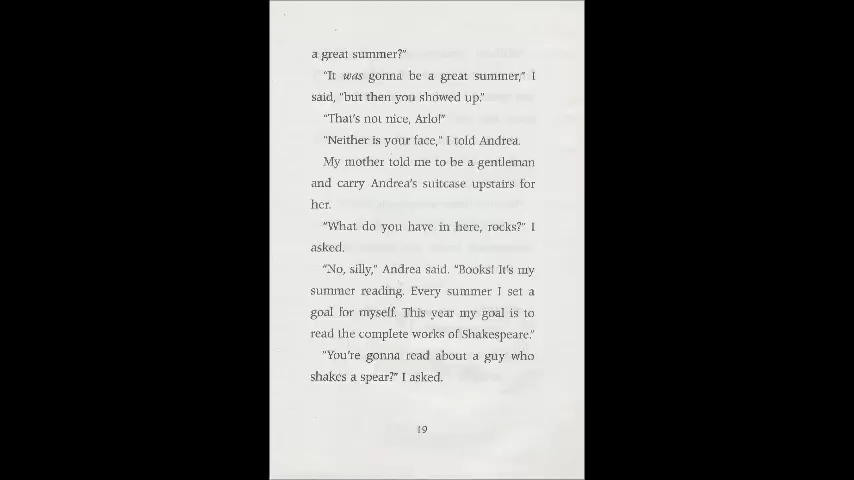 a great summer?"
"It was gonna be a great summer," I
said, "but then you showed up."
"That's not nice, Arlo!"
"Neither is your face," I told Andrea.
My mother told me to be a gentleman
and carry Andrea's suitcase upstairs for
her.
"What do you have in here, rocks?" I
asked.
"No, silly," Andrea said. "Books! It's my
summer reading. Every summer I set a
goal for myself. This year my goal is to
read the complete works of Shakespeare."
"You're gonna read about a guy who
shakes a spear?" I asked.
19